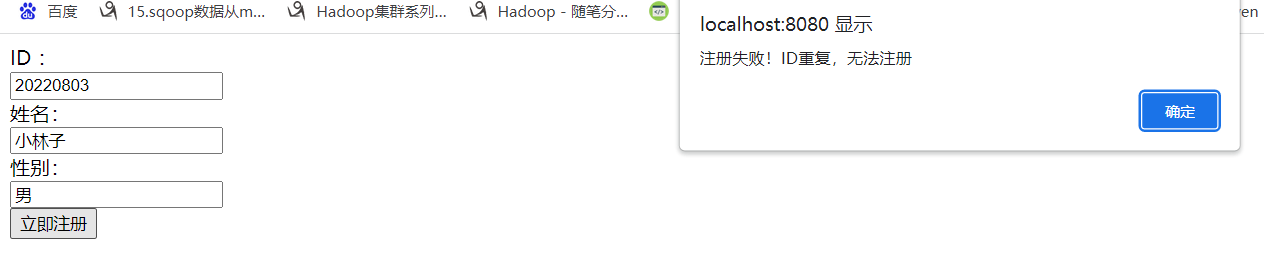 百度 15.sqoop数据从m... Hadoop集群系列... Hadoop - 随笔分... en
localhost:8080 显示
注册失败！ID重复，无法注册
确定
ID ：
20220803
姓名：
小林子
性别：
男
立即注册